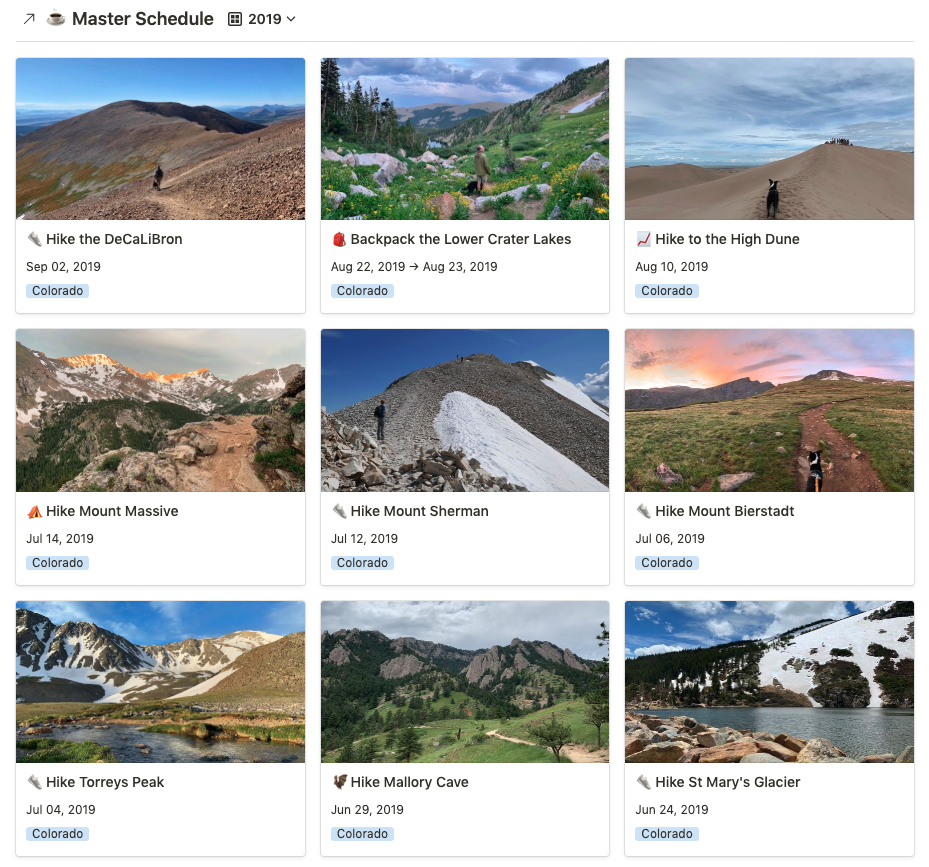 Master Schedule 2019
Hike the DeCaLiBron
Sep 02, 2019
Colorado
Backpack the Lower Crater Lakes
Aug 22, 2019 → Aug 23, 2019
Colorado
Hike to the High Dune
Aug 10, 2019
Colorado
Hike Mount Massive
Jul 14, 2019
Colorado
Hike Mount Sherman
Jul 12, 2019
Colorado
Hike Mount Bierstadt
Jul 06, 2019
Colorado
Hike Torreys Peak
Jul 04, 2019
Colorado
Hike Mallory Cave
Jun 29, 2019
Colorado
Hike St Mary's Glacier
Jun 24, 2019
Colorado